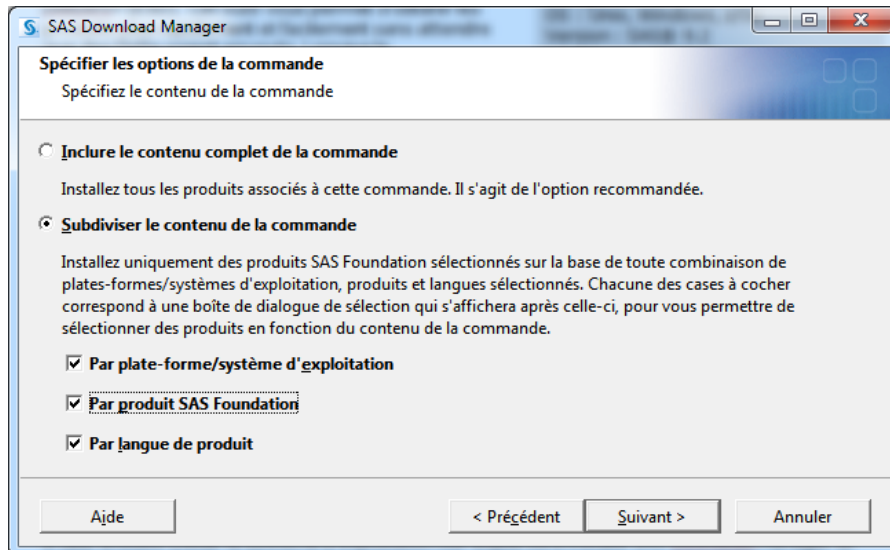 SAS Download Manager
Spécifier les options de la commande
Spécifiez le contenu de la commande
Inclure le contenu complet de la commande
Installez tous les produits associés à cette commande. Il s'agit de l'option recommandée.
Subdiviser le contenu de la commande
Installez uniquement des produits SAS Foundation sélectionnés sur la base de toute combinaison de
plates-formes/systèmes d'exploitation, produits et langues sélectionnés. Chacune des cases à cocher
correspond à une boîte de dialogue de sélection qui s'affichera après celle-ci, pour vous permettre de
sélectionner des produits en fonction du contenu de la commande.
Par plate-forme/système d'exploitation
Par produit SAS Foundation
Par langue de produit
Aide
< Précédent
Suivant >
Annuler